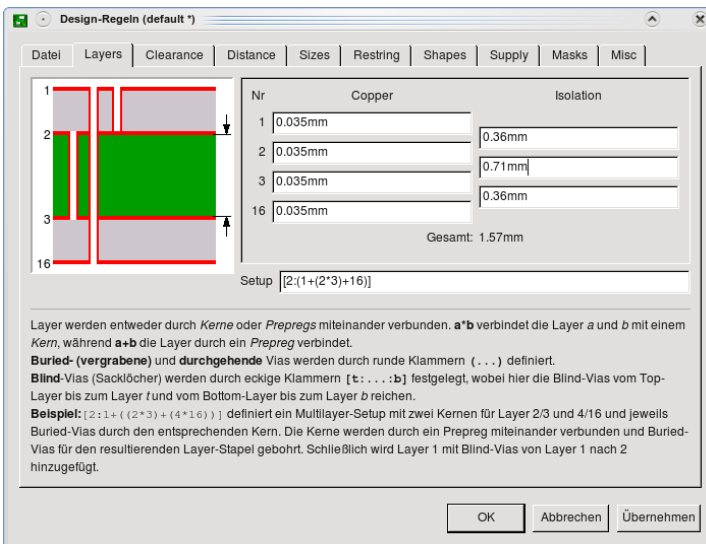 Design-Regeln (default *)
Datei Layers Clearance Distance Sizes Restring Shapes Supply Masks Misc
1
2
3
16
Nr Copper Isolation
1 0.035mm
0.36mm
2 0.035mm
0.71mm
3 0.035mm
0.36mm
16 0.035mm
Gesamt: 1.57mm
Setup [2:(1+(2*3)+16)]
Layer werden entweder durch Kerne oder Prepregs miteinander verbunden. a*b verbindet die Layer a und b mit einem
Kern, während a+b die Layer durch ein Prepreg verbindet.
Buried- (vergrabene) und durchgehende Vias werden durch runde Klammern (...) definiert.
Blind-Vias (Sacklöcher) werden durch eckige Klammern [t:...:b] festgelegt, wobei hier die Blind-Vias vom Top-
Layer bis zum Layer t und vom Bottom-Layer bis zum Layer b reichen.
Beispiel: [2:1+((2*3)+(4*16))] definiert ein Multilayer-Setup mit zwei Kernen für Layer 2/3 und 4/16 und jeweils
Buried-Vias durch den entsprechenden Kern. Die Kerne werden durch ein Prepreg miteinander verbunden und Buried-
Vias für den resultierenden Layer-Stapel gebohrt. Schließlich wird Layer 1 mit Blind-Vias von Layer 1 nach 2
hinzugefügt.
OK Abbrechen Übernehmen